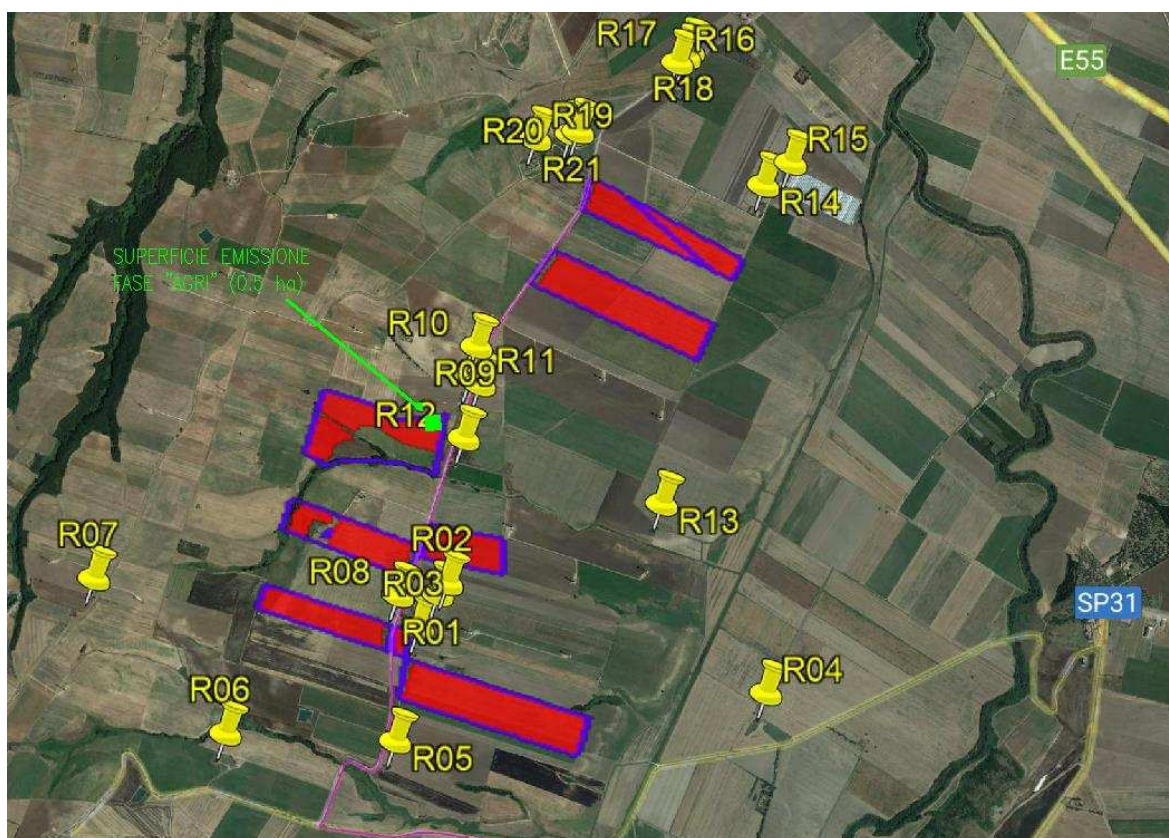 R17
R16
E55
R18
R19
R20
R15
R21
R14
SUPERFICIE EMISSIONE
FASE "AGRI" (0.5 ha)
R10
R11
R09
R12
R13
R02
R07
R08
R03
SP31
R01
R04
R06
R05